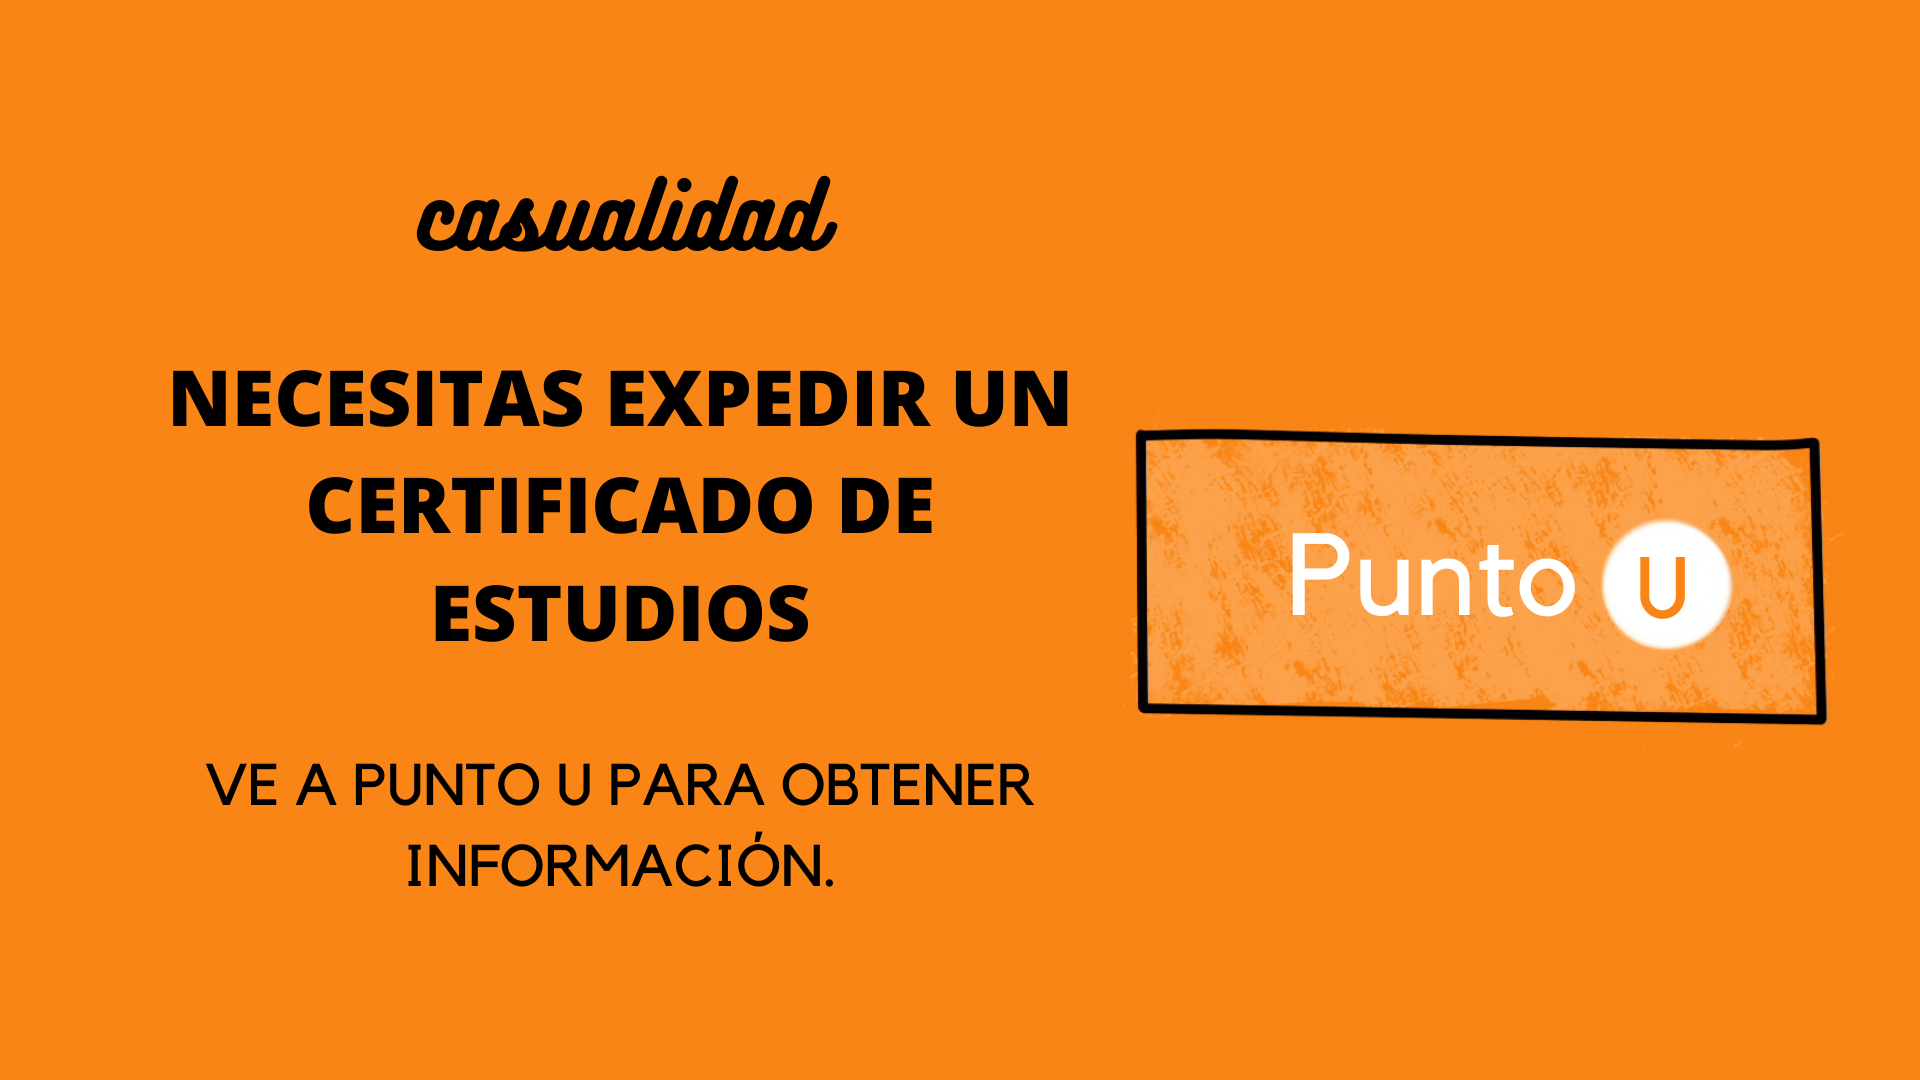 casualidad
NECESITAS EXPEDIR UN
CERTIFICADO DE
ESTUDIOS
Punto U
VE A PUNTO U PARA OBTENER
INFORMACIÓN.